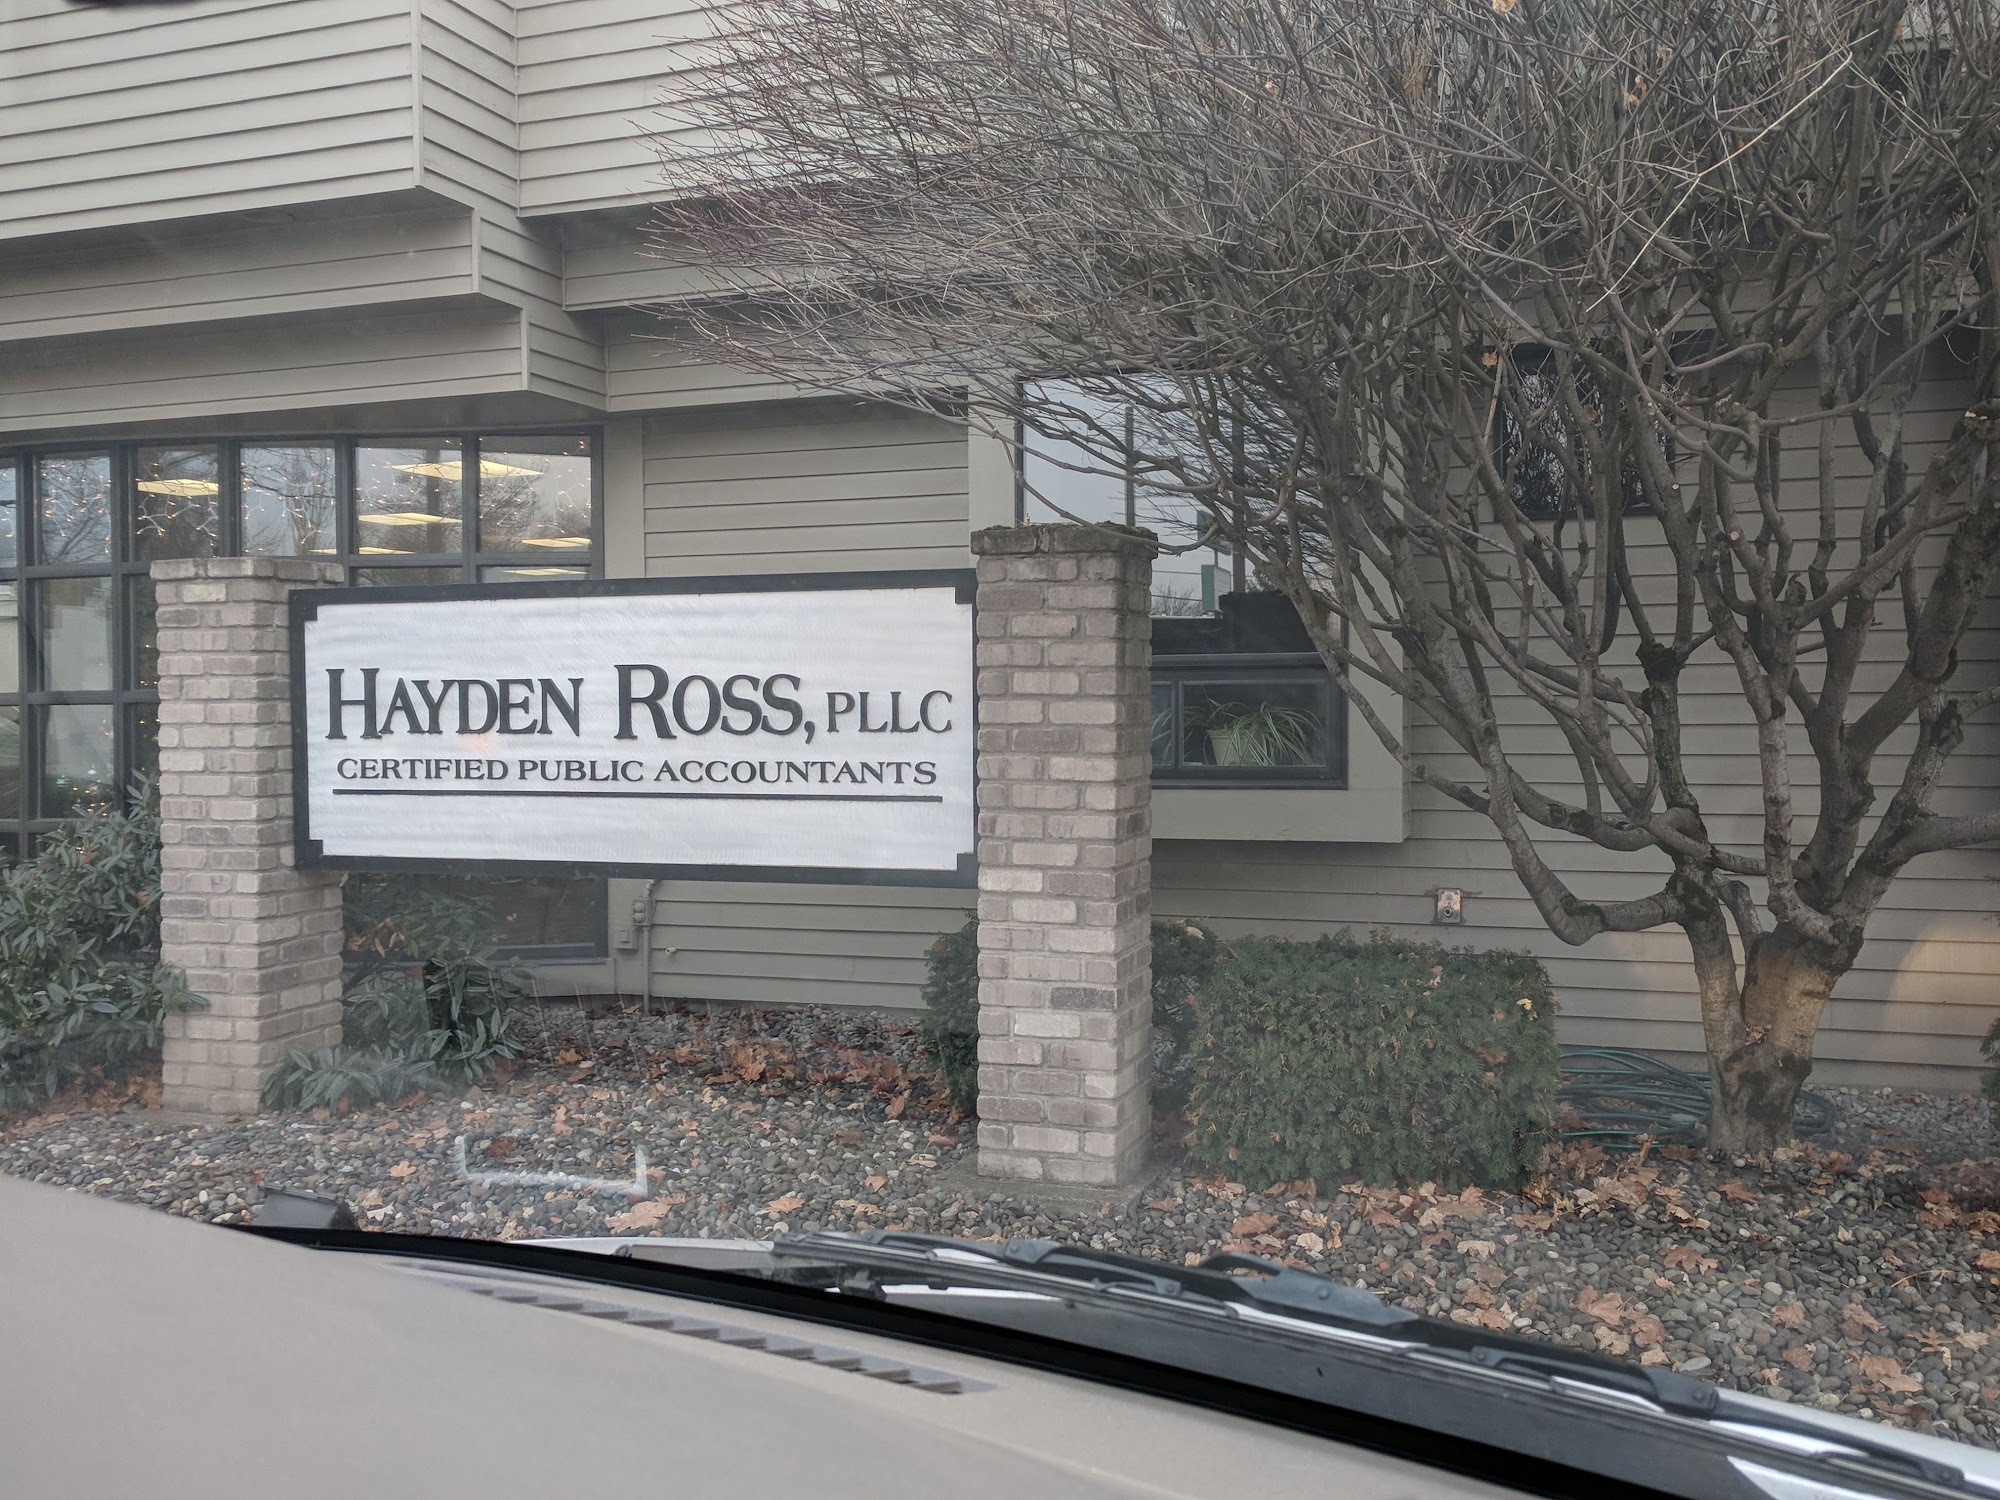 HAYDEN ROSS, PLLC
CERTIFIED PUBLIC ACCOUNTANTS